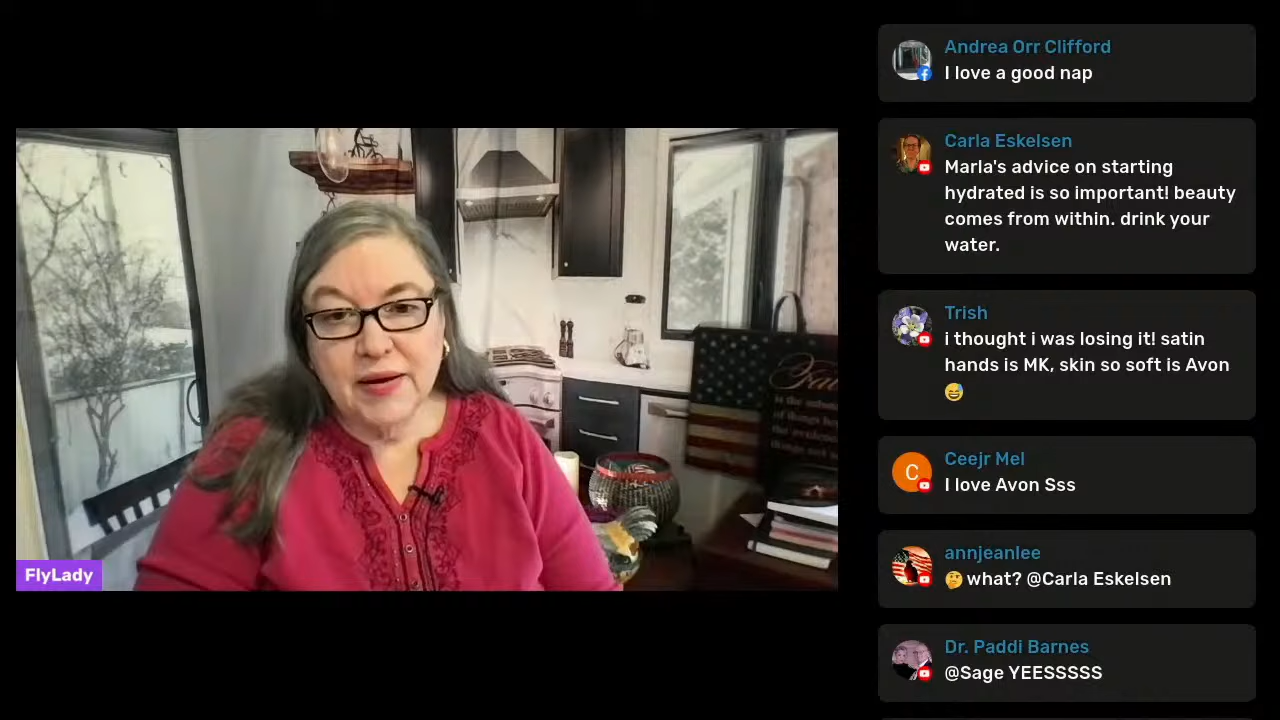 FlyLady
Andrea Orr Clifford
I love a good nap
Carla Eskelsen
Marla's advice on starting
hydrated is so important! beauty
comes from within. drink your
water.
Trish
i thought i was losing it! satin
hands is MK, skin so soft is Avon
😅
C
Ceejr Mel
I love Avon Sss
annjeanlee
🤔 what? @Carla Eskelsen
Dr. Paddi Barnes
@Sage YEESSSSS